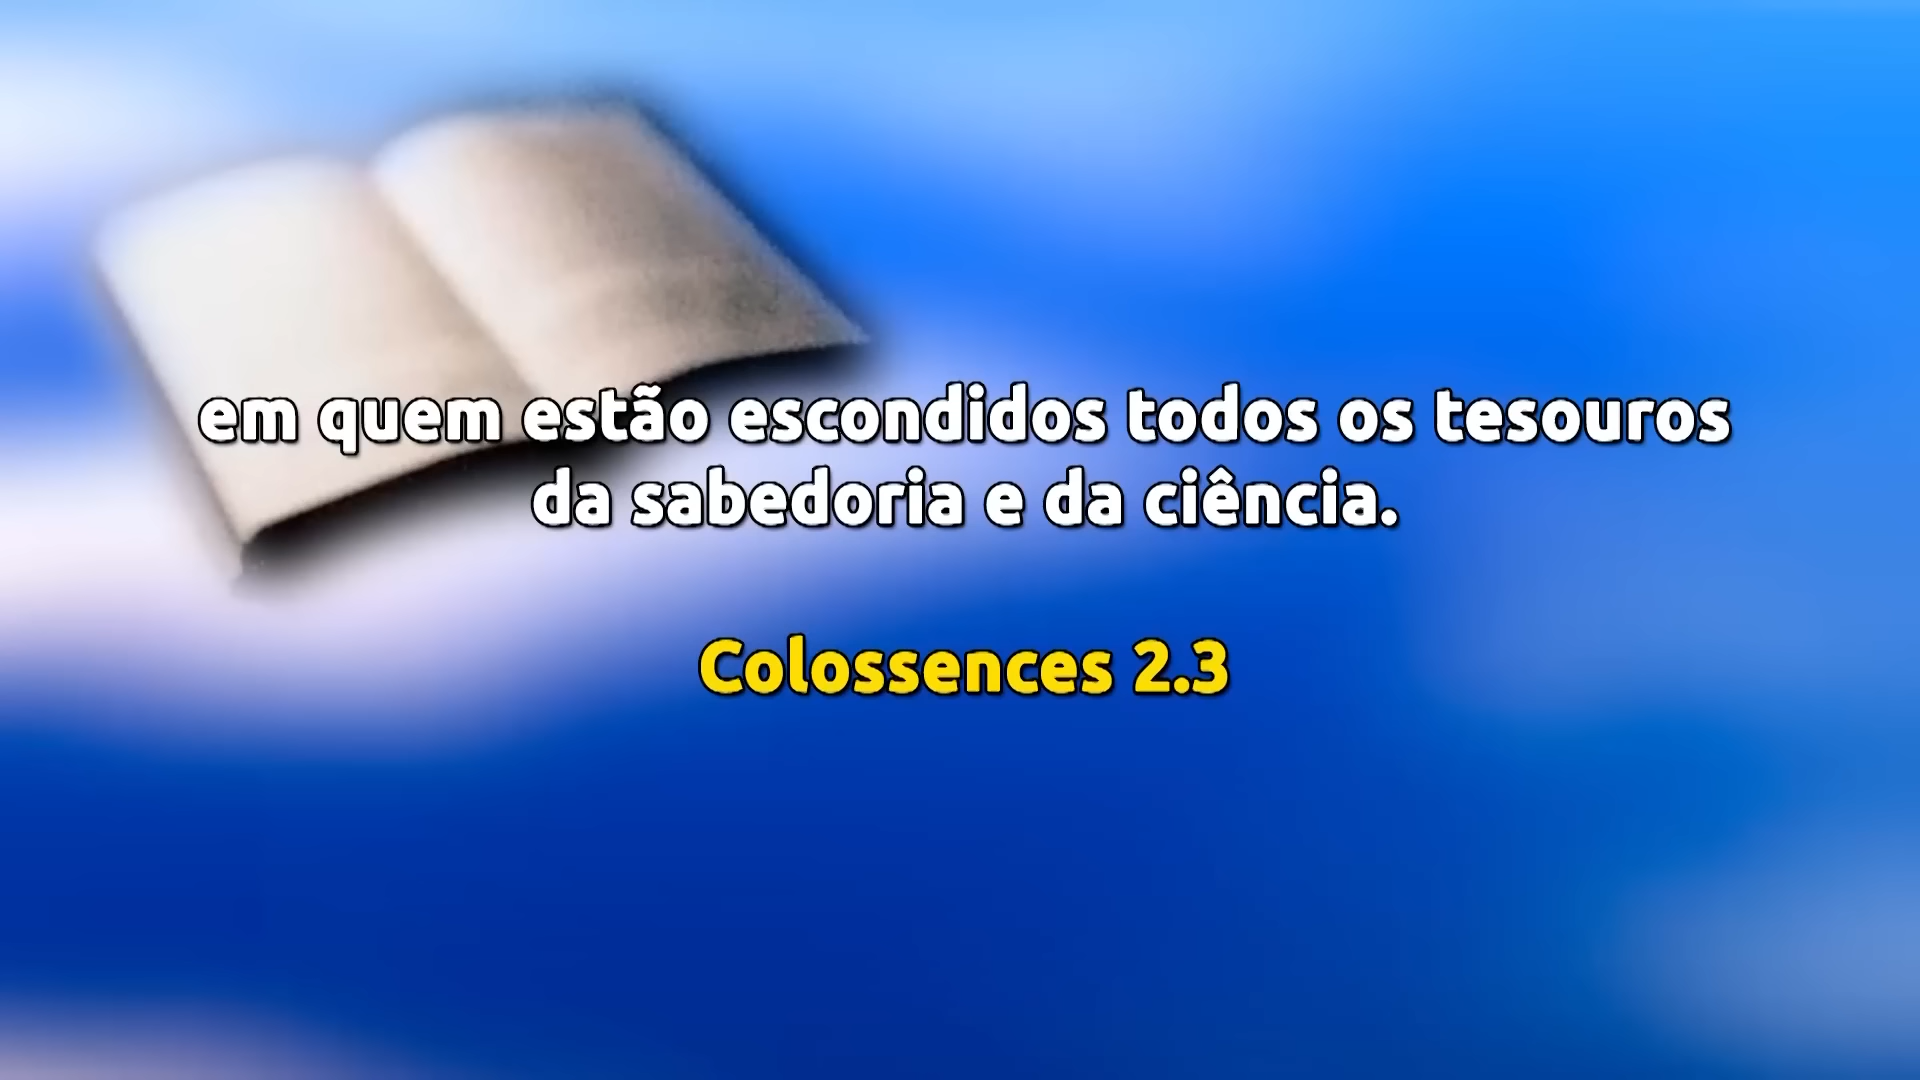 em quem estão escondidos todos os tesouros
da sabedoria e da ciência.
Colossences 2.3